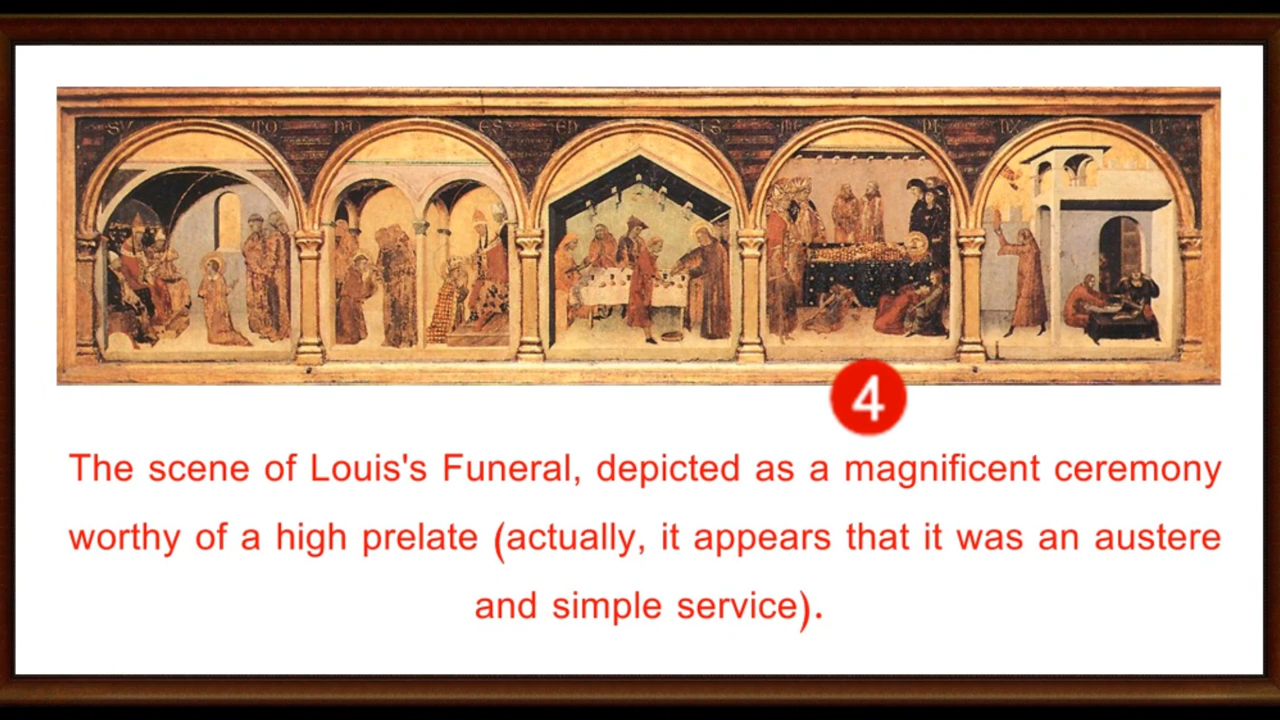 4
The scene of Louis's Funeral, depicted as a magnificent ceremony
worthy of a high prelate (actually, it appears that it was an austere
and simple service).